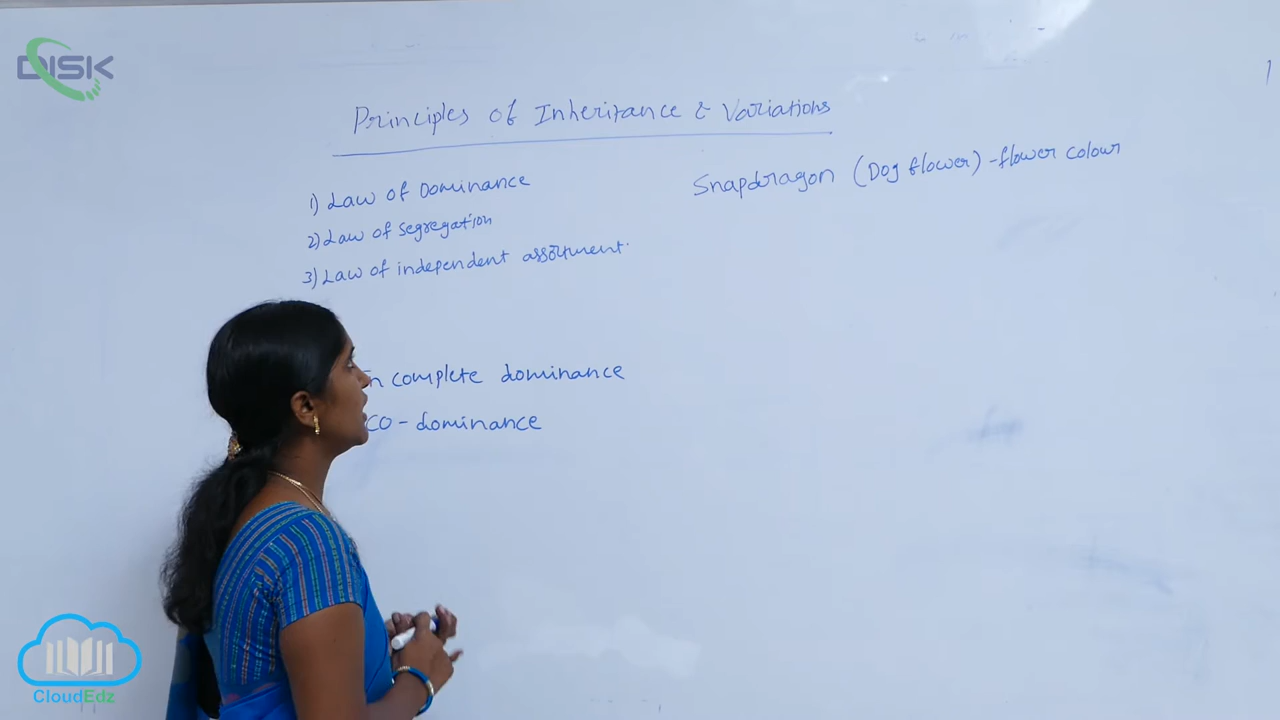 DISK
Principles of Inheritance & Variations
1) Law of Dominance
2) Law of segregation
3) Law of independent assortment.
Snapdragon (Dog flower) - flower colour
n complete dominance
CO - dominance
CloudEdz